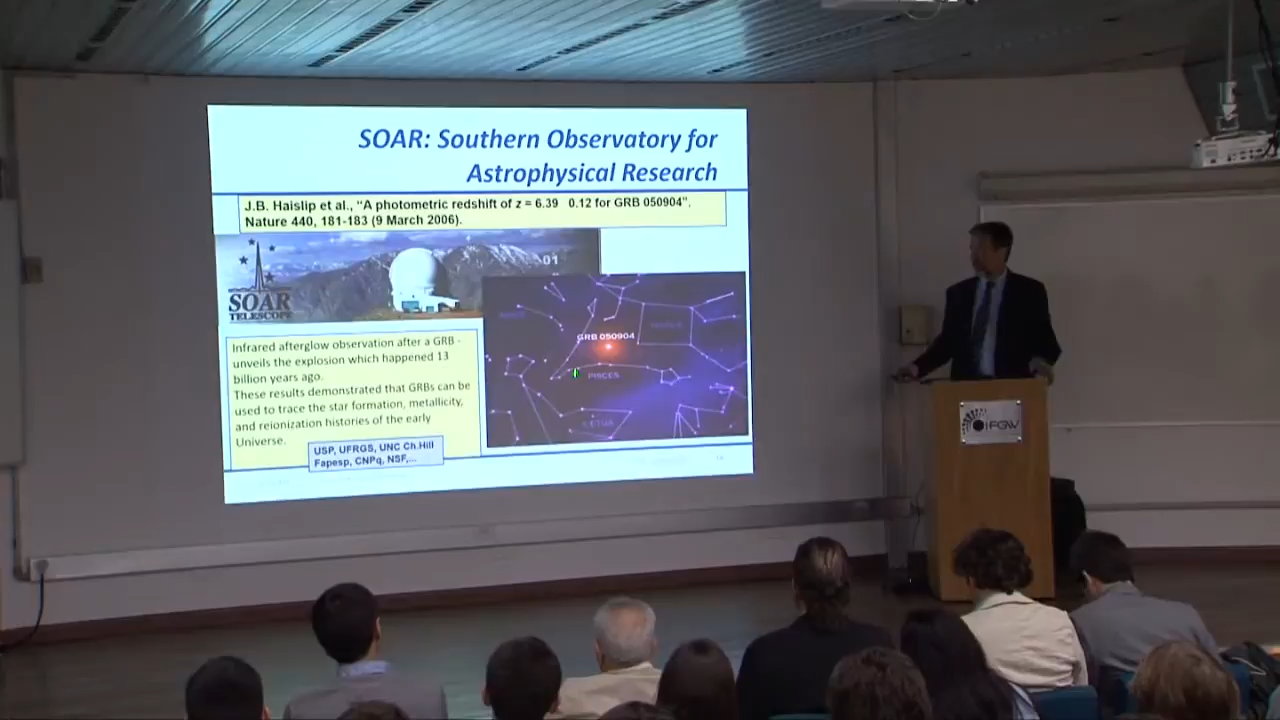 SOAR: Southern Observatory for
Astrophysical Research
J.B. Haislip et al., “A photometric redshift of z = 6.39 0.12 for GRB 050904”.
Nature 440, 181-183 (9 March 2006).
01
SOAR
TELESCOPE
GRB 050904
PISCES
Infrared afterglow observation after a GRB -
unveils the explosion which happened 13
billion years ago.
These results demonstrated that GRBs can be
used to trace the star formation, metallicity,
and reionization histories of the early
Universe.
USP, UFRGS, UNC Ch.Hill
Fapesp, CNPq, NSF,...
IFGW